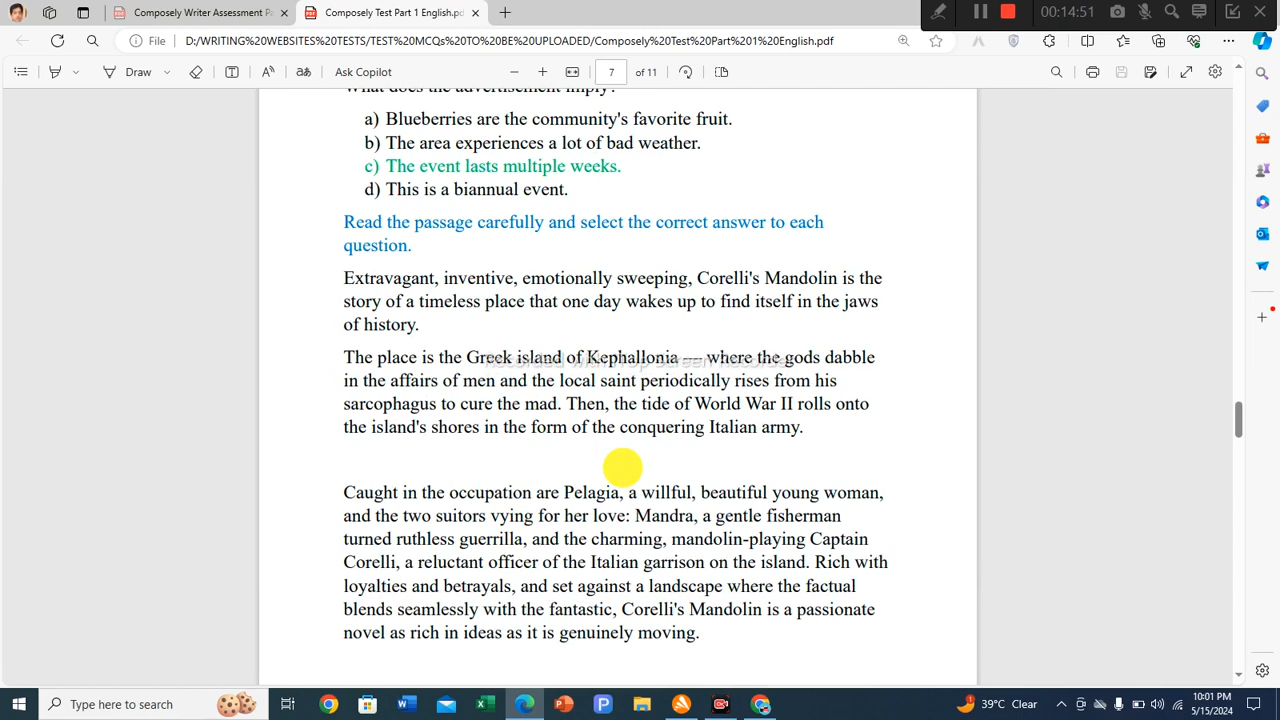 Composely Writer Assessment Pa
Composely Test Part 1 English.pd
00:14:51
File
D:/WRITING%20WEBSITES%20TESTS/TEST%20MCQs%20TO%20BE%20UPLOADED/Composely%20Test%20Part%201%20English.pdf
Draw
Ask Copilot
7
of 11
What does the advertisement imply?
a) Blueberries are the community's favorite fruit.
b) The area experiences a lot of bad weather.
c) The event lasts multiple weeks.
d) This is a biannual event.
Read the passage carefully and select the correct answer to each
question.
Extravagant, inventive, emotionally sweeping, Corelli's Mandolin is the
story of a timeless place that one day wakes up to find itself in the jaws
of history.
The place is the Greek island of Kephallonia — where the gods dabble
in the affairs of men and the local saint periodically rises from his
sarcophagus to cure the mad. Then, the tide of World War II rolls onto
the island's shores in the form of the conquering Italian army.
Caught in the occupation are Pelagia, a willful, beautiful young woman,
and the two suitors vying for her love: Mandra, a gentle fisherman
turned ruthless guerrilla, and the charming, mandolin-playing Captain
Corelli, a reluctant officer of the Italian garrison on the island. Rich with
loyalties and betrayals, and set against a landscape where the factual
blends seamlessly with the fantastic, Corelli's Mandolin is a passionate
novel as rich in ideas as it is genuinely moving.
Type here to search
39°C Clear
10:01 PM
5/15/2024